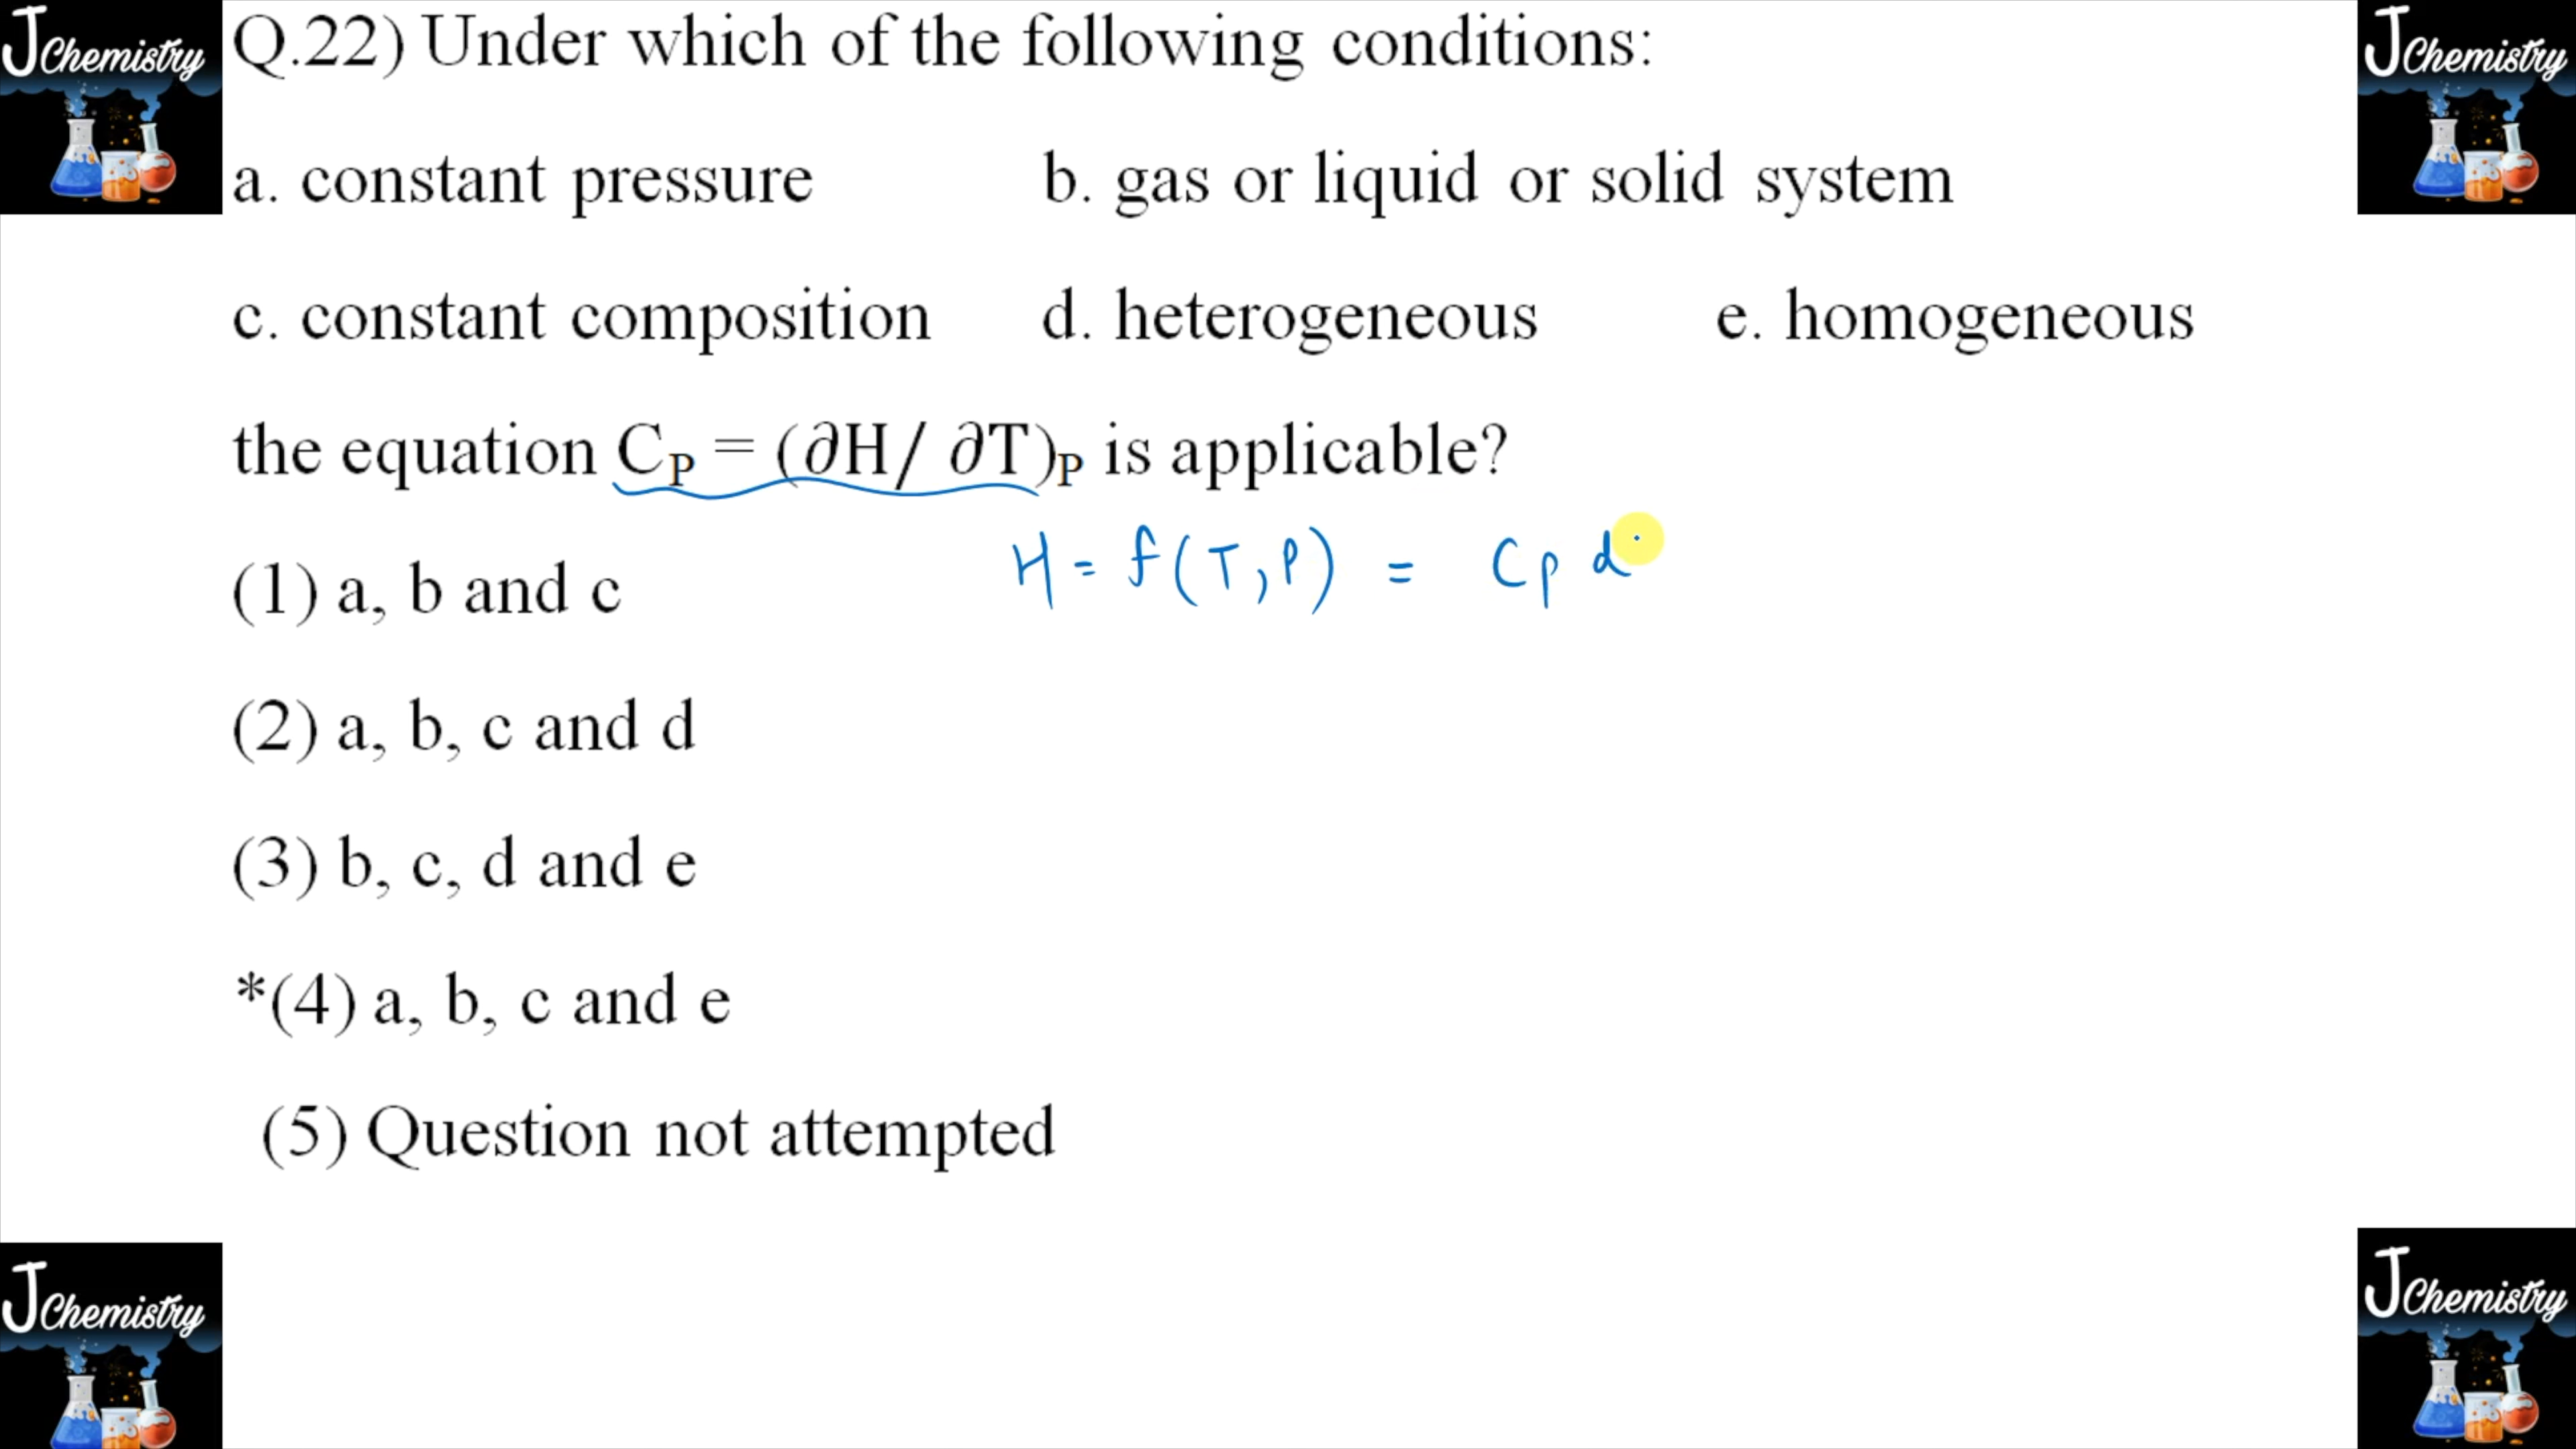 JChemistry
Q.22) Under which of the following conditions:
JChemistry
a. constant pressure b. gas or liquid or solid system
c. constant composition d. heterogeneous e. homogeneous
the equation C_P = (∂H/ ∂T)_P is applicable?
H = f(T,P) = Cp d
(1) a, b and c
(2) a, b, c and d
(3) b, c, d and e
*(4) a, b, c and e
(5) Question not attempted
JChemistry
JChemistry